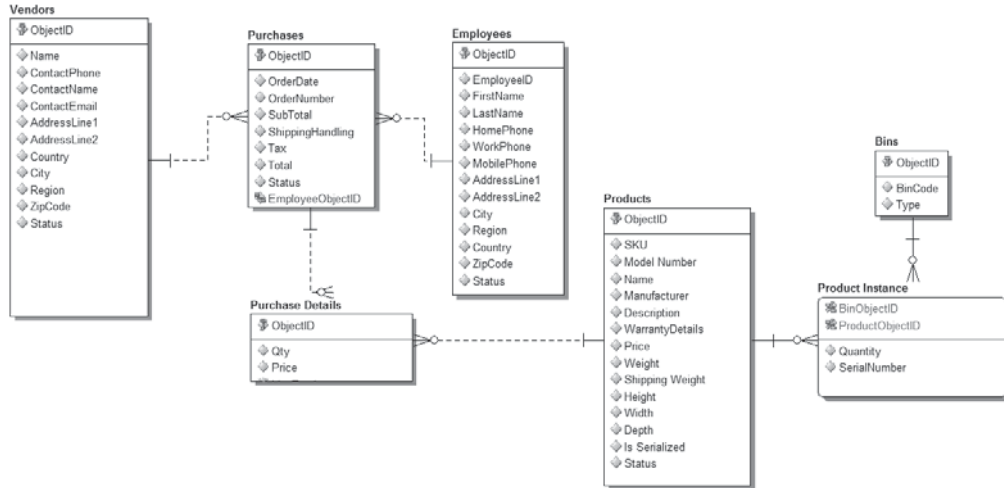 Vendors
ObjectID
Name
ContactPhone
ContactName
ContactEmail
AddressLine1
AddressLine2
Country
City
Region
ZipCode
Status
Purchases
ObjectID
OrderDate
OrderNumber
SubTotal
ShippingHandling
Tax
Total
Status
EmployeeObjectID
Employees
ObjectID
EmployeeID
FirstName
LastName
HomePhone
WorkPhone
MobilePhone
AddressLine1
AddressLine2
City
Region
Country
ZipCode
Status
Purchase Details
ObjectID
Qty
Price
Products
ObjectID
SKU
Model Number
Name
Manufacturer
Description
WarrantyDetails
Price
Weight
Shipping Weight
Height
Width
Depth
Is Serialized
Status
Bins
ObjectID
BinCode
Type
Product Instance
BinObjectID
ProductObjectID
Quantity
SerialNumber